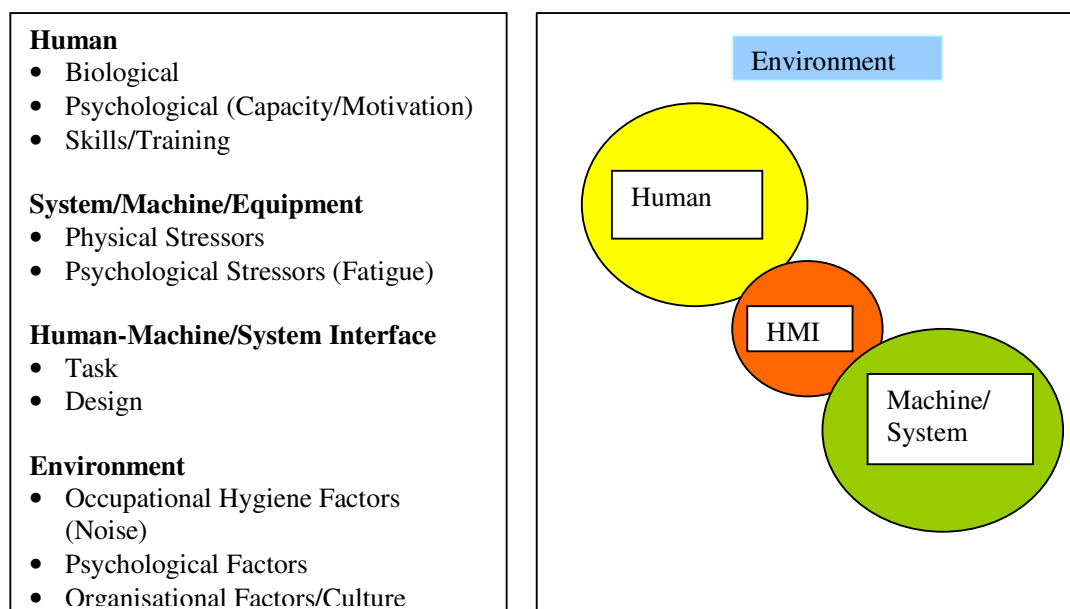 Human
• Biological
• Psychological (Capacity/Motivation)
• Skills/Training
System/Machine/Equipment
• Physical Stressors
• Psychological Stressors (Fatigue)
Human-Machine/System Interface
• Task
• Design
Environment
• Occupational Hygiene Factors
(Noise)
• Psychological Factors
• Organisational Factors/Culture
Environment
Human
HMI
Machine/
System